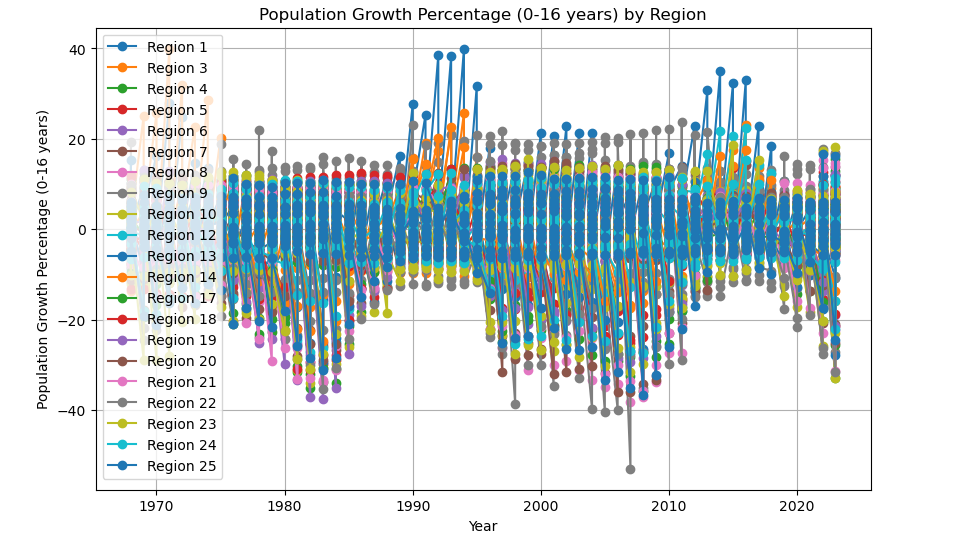 Population Growth Percentage (0-16 years) by Region
Population Growth Percentage (0-16 years)
40
20
0
−20
−40
Region 1
Region 3
Region 4
Region 5
Region 6
Region 7
Region 8
Region 9
Region 10
Region 12
Region 13
Region 14
Region 17
Region 18
Region 19
Region 20
Region 21
Region 22
Region 23
Region 24
Region 25
1970
1980
1990
2000
2010
2020
Year